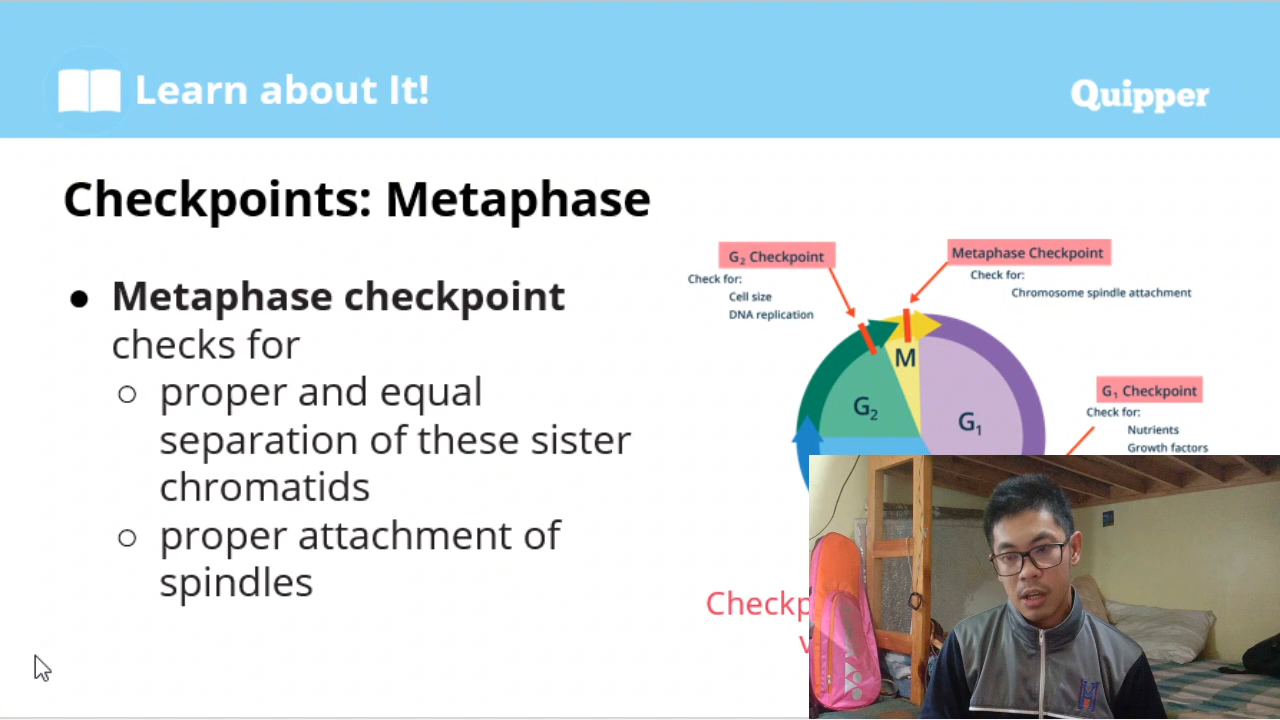 Learn about It!
Quipper
Checkpoints: Metaphase
● Metaphase checkpoint
checks for
○ proper and equal
separation of these sister
chromatids
○ proper attachment of
spindles
G₂ Checkpoint
Check for:
Cell size
DNA replication
Metaphase Checkpoint
Check for:
Chromosome spindle attachment
M
G₂
G₁
G₁ Checkpoint
Check for:
Nutrients
Growth factors